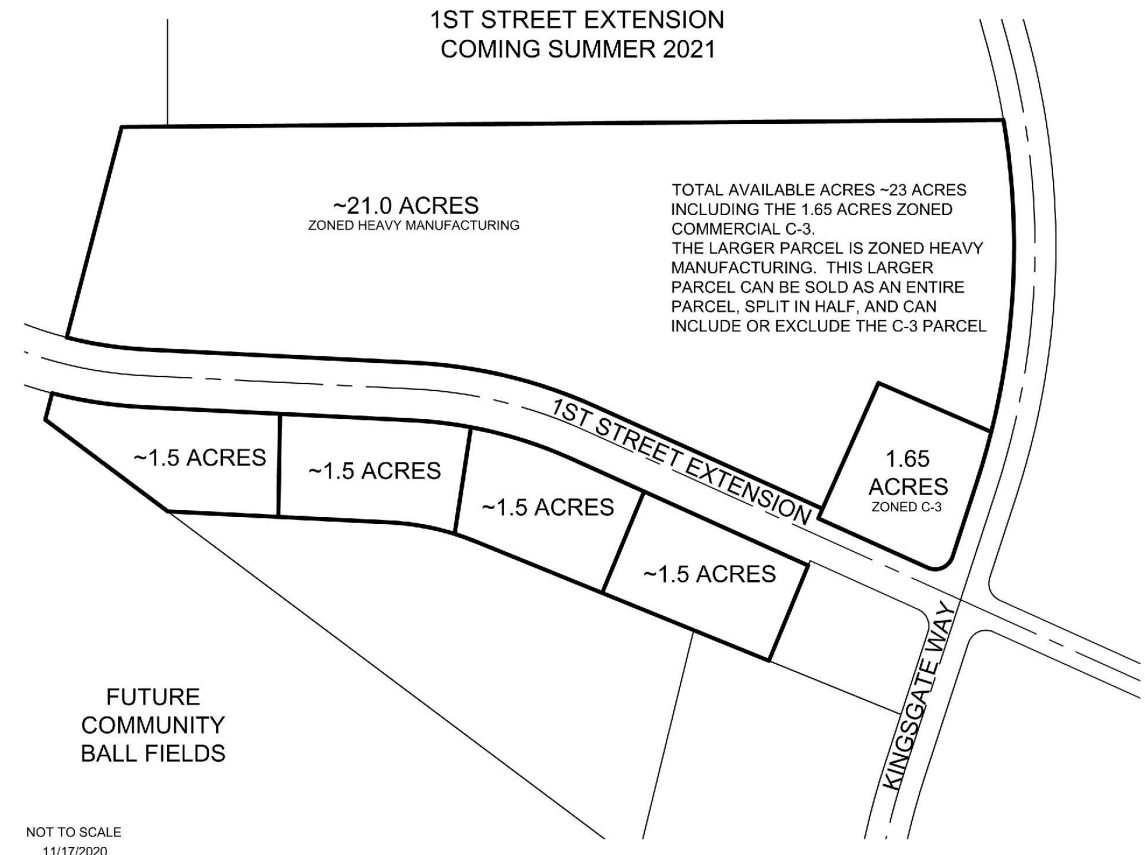 1ST STREET EXTENSION
COMING SUMMER 2021
~21.0 ACRES
ZONED HEAVY MANUFACTURING
TOTAL AVAILABLE ACRES ~23 ACRES
INCLUDING THE 1.65 ACRES ZONED
COMMERCIAL C-3.
THE LARGER PARCEL IS ZONED HEAVY
MANUFACTURING. THIS LARGER
PARCEL CAN BE SOLD AS AN ENTIRE
PARCEL, SPLIT IN HALF, AND CAN
INCLUDE OR EXCLUDE THE C-3 PARCEL
1ST STREET EXTENSION
1.65
ACRES
ZONED C-3
~1.5 ACRES
~1.5 ACRES
~1.5 ACRES
~1.5 ACRES
KINGSGATE WAY
FUTURE
COMMUNITY
BALL FIELDS
NOT TO SCALE
11/17/2020